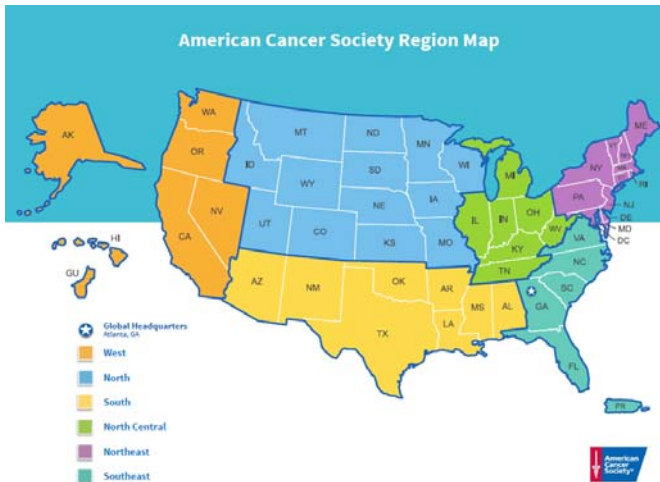 American Cancer Society Region Map
AK
WA
OR
CA
NV
HI
GU
MT
ND
MN
WI
ID
WY
SD
NE
IA
UT
CO
KS
MO
AZ
NM
OK
TX
AR
LA
MS
AL
MI
IL
IN
OH
WV
KY
TN
ME
NY
PA
RI
NJ
DE
MD
DC
VA
NC
SC
GA
FL
PR
Global Headquarters
Atlanta, GA
West
North
South
North Central
Northeast
Southeast
American
Cancer
Society®